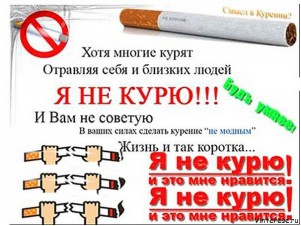 Смысл в Курении?
Хотя многие курят
Отравляя себя и близких людей
Я НЕ КУРЮ!!!
будь умнее!
И Вам не советую
В ваших силах сделать курение “не модным”
Жизнь и так коротка...
Я не курю!
и это мне нравится.
Я не курю!
и это мне нравится.